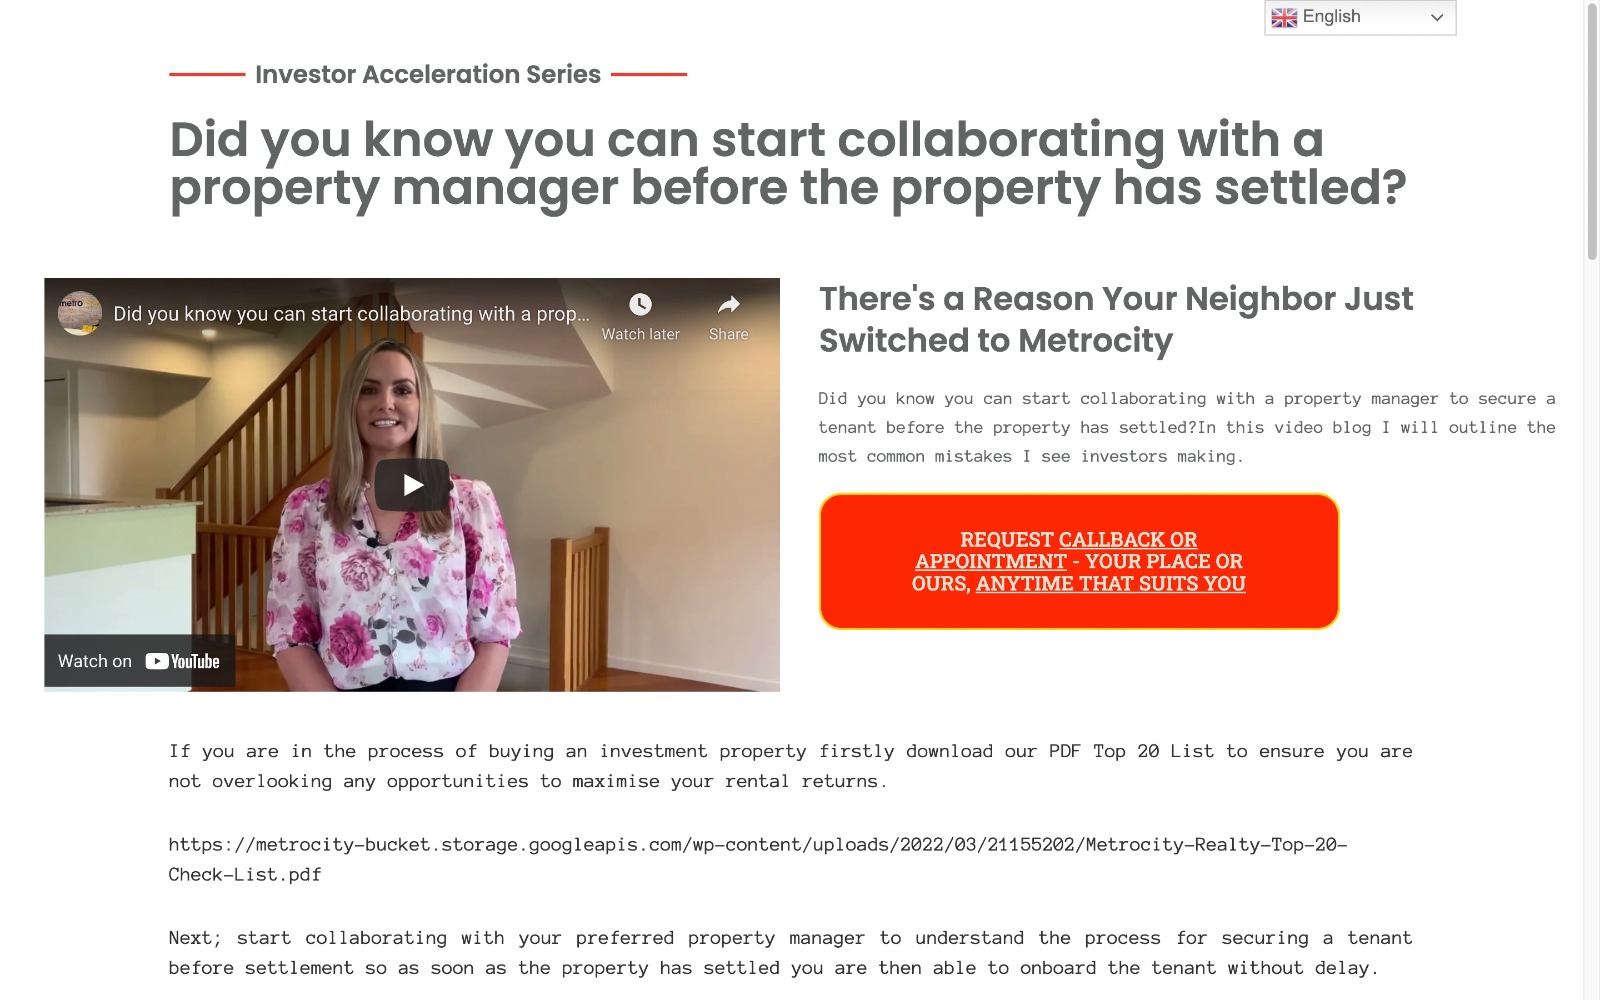 English
Investor Acceleration Series
Did you know you can start collaborating with a
property manager before the property has settled?
metro
Did you know you can start collaborating with a prop...
Watch later
Share
Watch on YouTube
There's a Reason Your Neighbor Just
Switched to Metrocity
Did you know you can start collaborating with a property manager to secure a
tenant before the property has settled?In this video blog I will outline the
most common mistakes I see investors making.
REQUEST CALLBACK OR
APPOINTMENT - YOUR PLACE OR
OURS, ANYTIME THAT SUITS YOU
If you are in the process of buying an investment property firstly download our PDF Top 20 List to ensure you are
not overlooking any opportunities to maximise your rental returns.
https://metrocity-bucket.storage.googleapis.com/wp-content/uploads/2022/03/21155202/Metrocity-Realty-Top-20-
Check-List.pdf
Next; start collaborating with your preferred property manager to understand the process for securing a tenant
before settlement so as soon as the property has settled you are then able to onboard the tenant without delay.